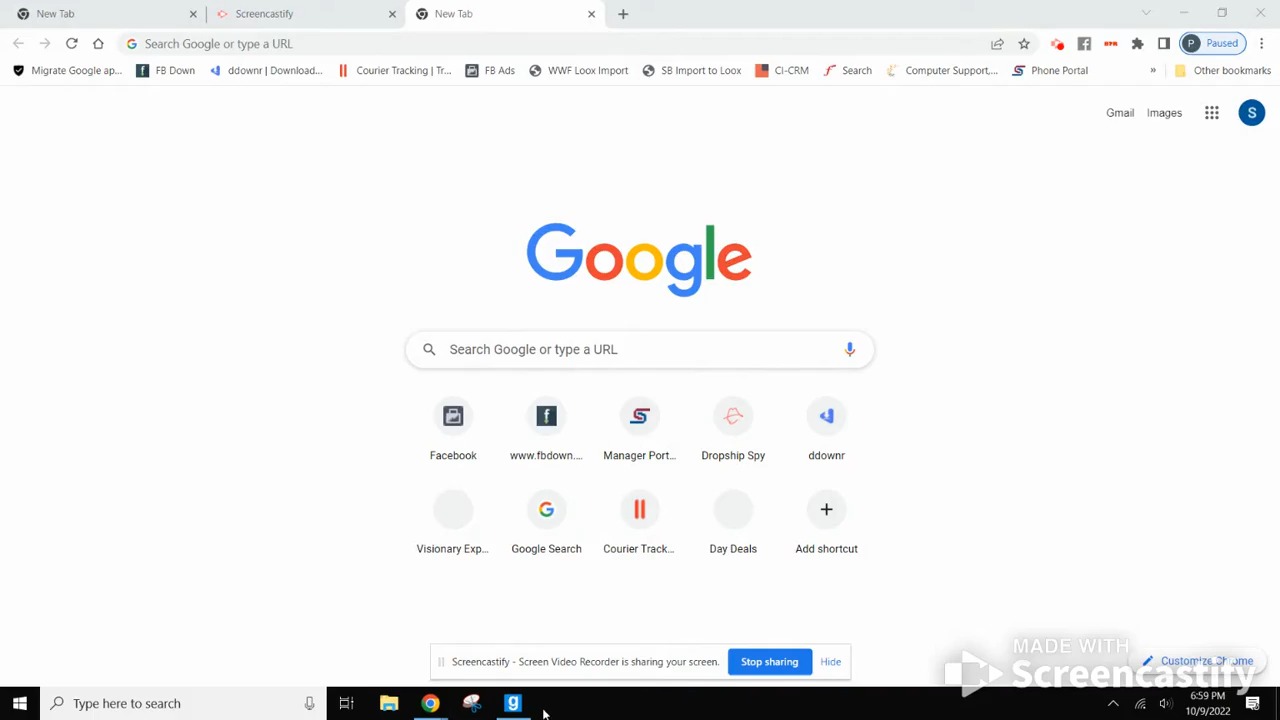 New Tab
Screencastify
New Tab
Search Google or type a URL
P Paused
Migrate Google ap...
FB Down
ddownr | Download...
Courier Tracking | Tr...
FB Ads
WWF Loox Import
SB Import to Loox
CI-CRM
Search
Computer Support,...
Phone Portal
»
Other bookmarks
Gmail
Images
S
Google
Search Google or type a URL
Facebook
www.fbdown....
Manager Port...
Dropship Spy
ddownr
Visionary Exp...
Google Search
Courier Track...
Day Deals
Add shortcut
Screencastify - Screen Video Recorder is sharing your screen.
Stop sharing
Hide
MADE WITH
Screencastify
Customize Chrome
Type here to search
6:59 PM
10/9/2022